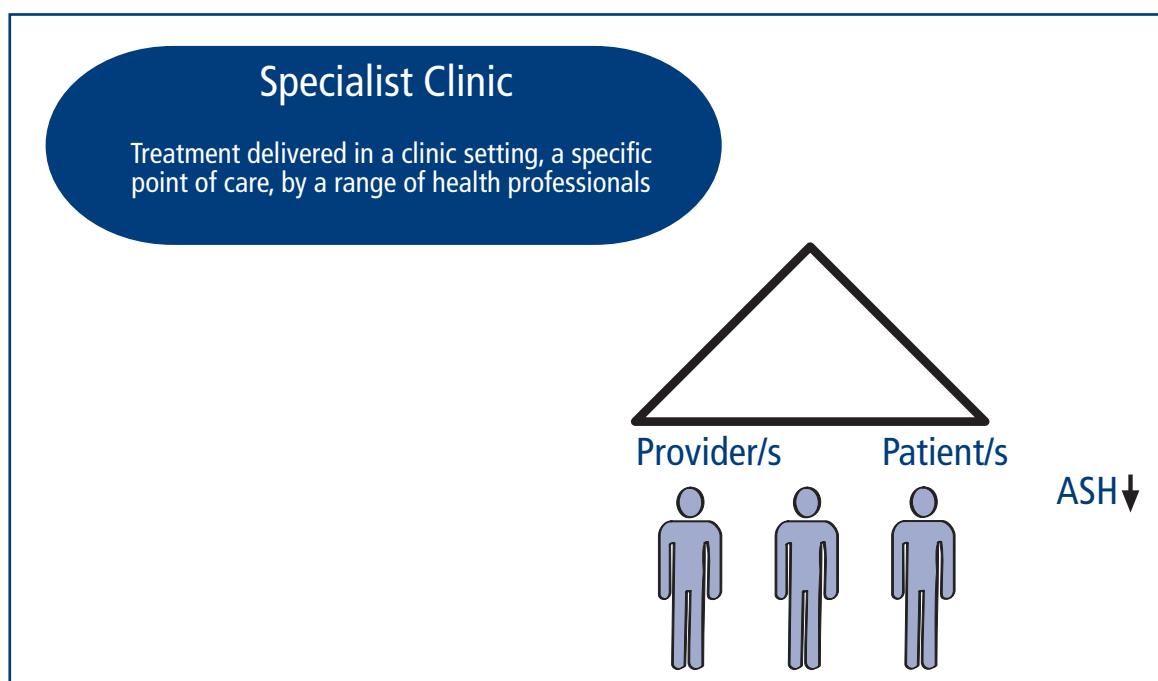 Specialist Clinic
Treatment delivered in a clinic setting, a specific
point of care, by a range of health professionals
Provider/s Patient/s
ASH